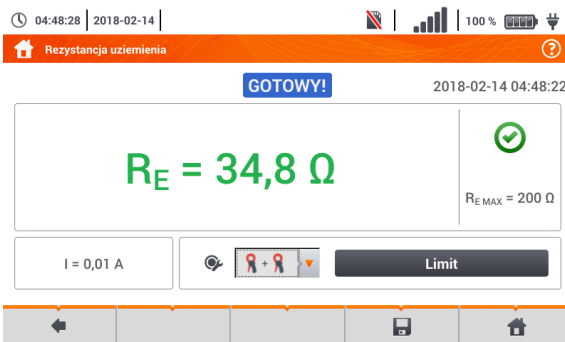 04:48:28 2018-02-14 100 %
Rezystancja uziemienia ?
GOTOWY! 2018-02-14 04:48:22
RE = 34,8 Ω
RE MAX = 200 Ω
I = 0,01 A + Limit